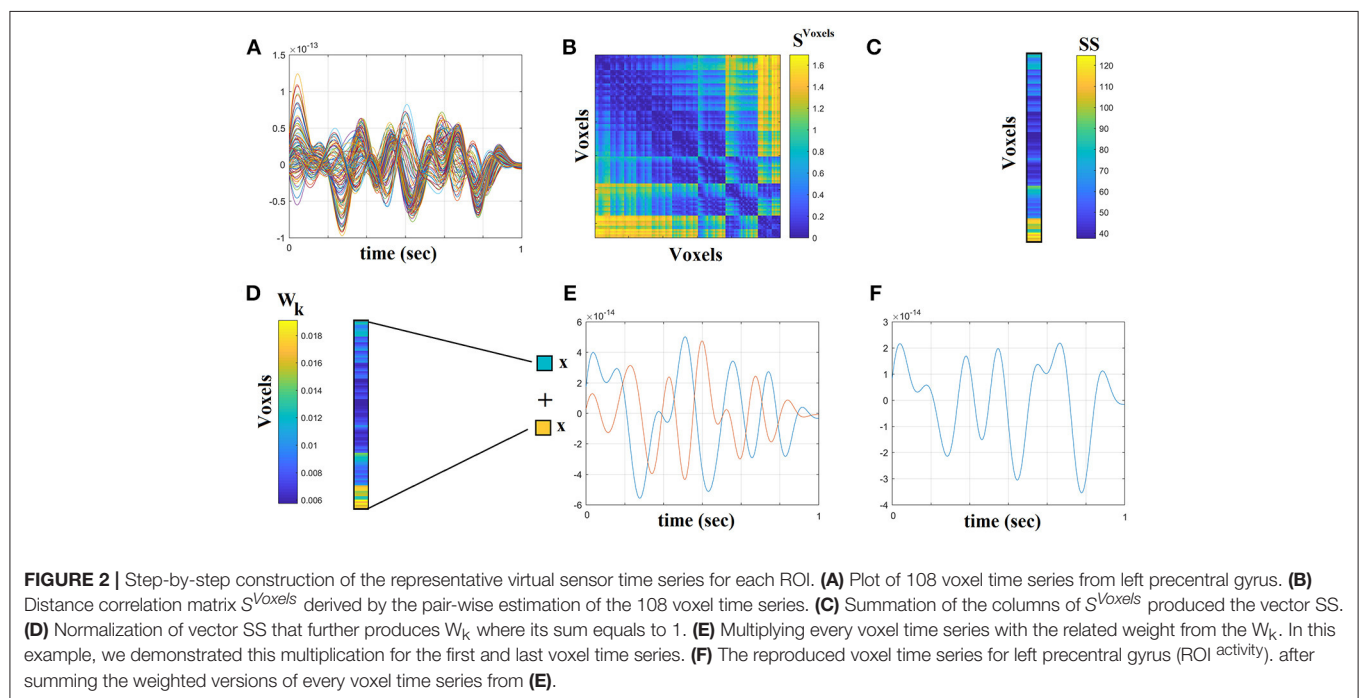 A
×10⁻¹³
1.5
1
0.5
0
-0.5
-1
0
1
time (sec)
B
S^Voxels
Voxels
Voxels
1.6
1.4
1.2
1
0.8
0.6
0.4
0.2
0
C
SS
Voxels
120
110
100
90
80
70
60
50
40
D
W_k
Voxels
0.018
0.016
0.014
0.012
0.01
0.008
0.006
x
+
x
E
×10⁻¹⁴
6
4
2
0
-2
-4
-6
0
1
time (sec)
F
×10⁻¹⁴
3
2
1
0
-1
-2
-3
-4
0
1
time (sec)
FIGURE 2 | Step-by-step construction of the representative virtual sensor time series for each ROI. (A) Plot of 108 voxel time series from left precentral gyrus. (B)
Distance correlation matrix S^Voxels derived by the pair-wise estimation of the 108 voxel time series. (C) Summation of the columns of S^Voxels produced the vector SS.
(D) Normalization of vector SS that further produces W_k where its sum equals to 1. (E) Multiplying every voxel time series with the related weight from the W_k. In this
example, we demonstrated this multiplication for the first and last voxel time series. (F) The reproduced voxel time series for left precentral gyrus (ROI ^activity). after
summing the weighted versions of every voxel time series from (E).